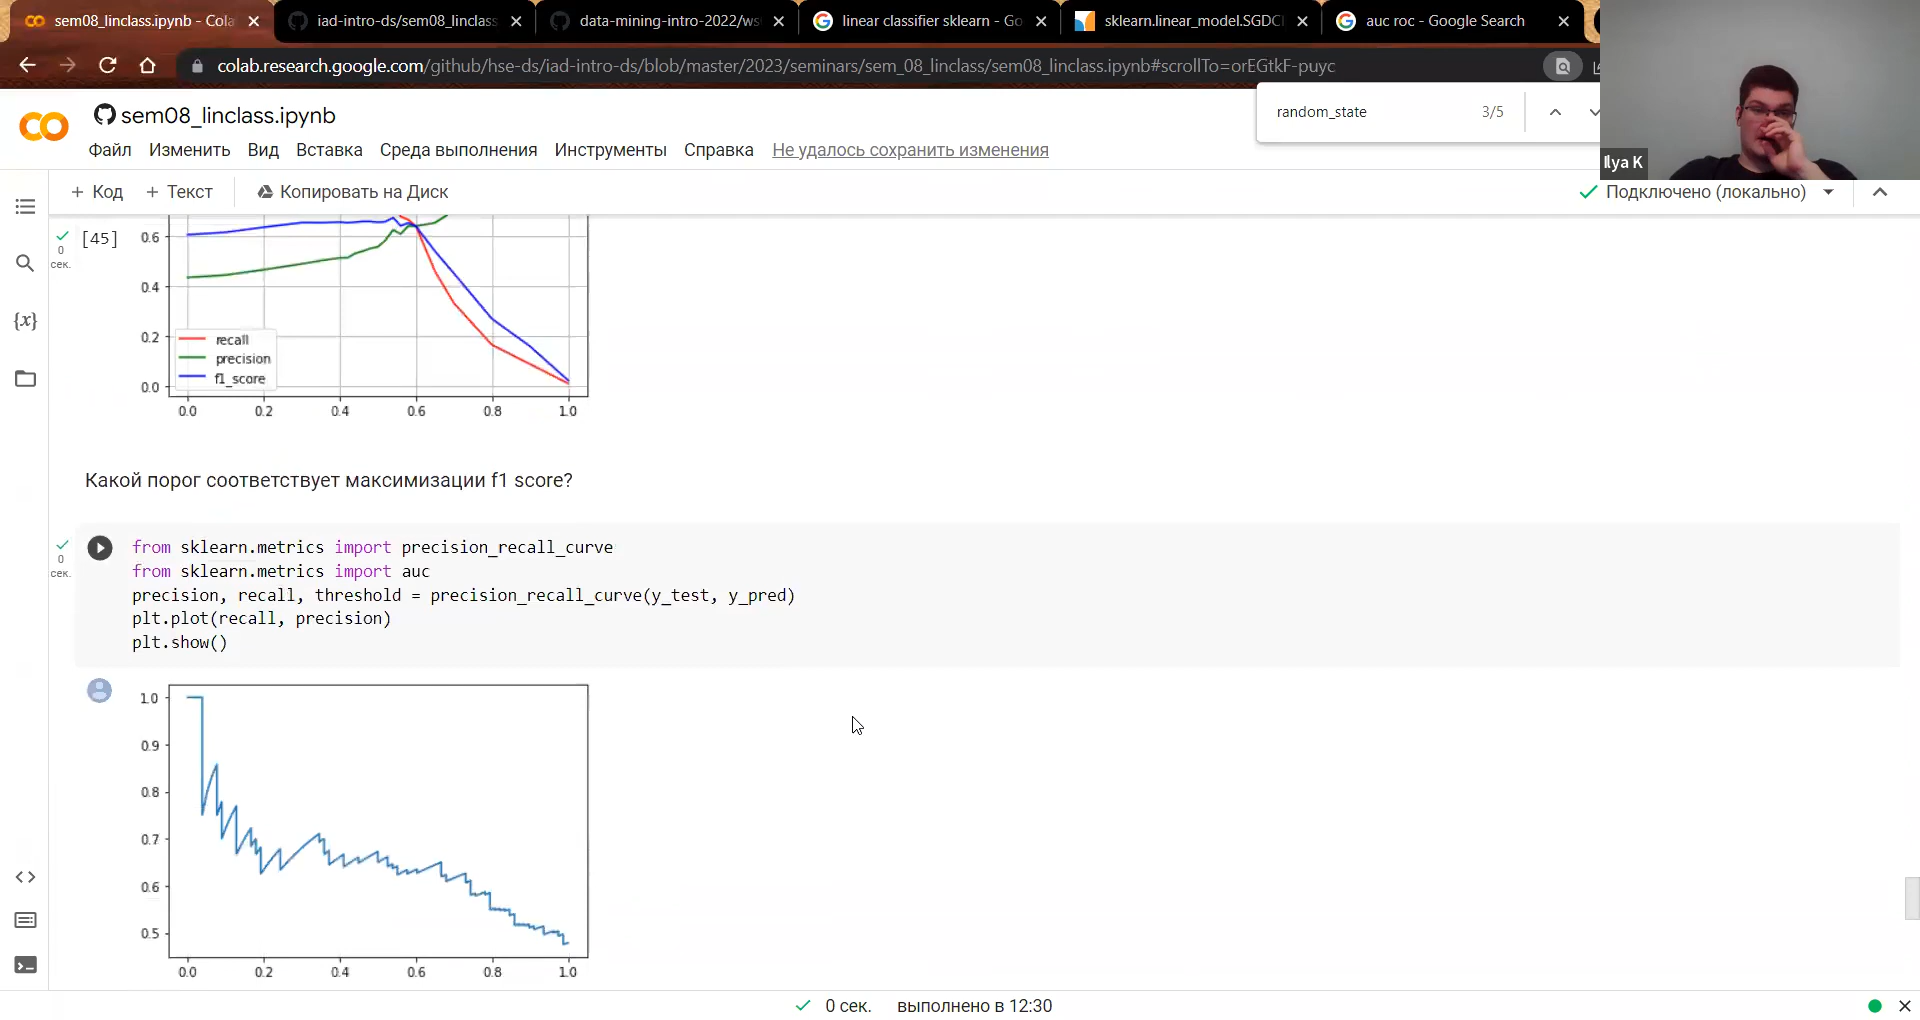 sem08_linclass.ipynb - Cola
iad-intro-ds/sem08_linclass
data-mining-intro-2022/ws
linear classifier sklearn - Go
sklearn.linear_model.SGDCl
auc roc - Google Search
colab.research.google.com/github/hse-ds/iad-intro-ds/blob/master/2023/seminars/sem_08_linclass/sem08_linclass.ipynb#scrollTo=orEGtkF-puyc
random_state 3/5
Ilya K
sem08_linclass.ipynb
Файл Изменить Вид Вставка Среда выполнения Инструменты Справка Не удалось сохранить изменения
+ Код + Текст Копировать на Диск Подключено (локально)
[45]
0
сек.
0.6
0.4
0.2
0.0
recall
precision
f1_score
0.0 0.2 0.4 0.6 0.8 1.0
Какой порог соответствует максимизации f1 score?
0
сек.
from sklearn.metrics import precision_recall_curve
from sklearn.metrics import auc
precision, recall, threshold = precision_recall_curve(y_test, y_pred)
plt.plot(recall, precision)
plt.show()
1.0
0.9
0.8
0.7
0.6
0.5
0.0 0.2 0.4 0.6 0.8 1.0
0 сек. выполнено в 12:30